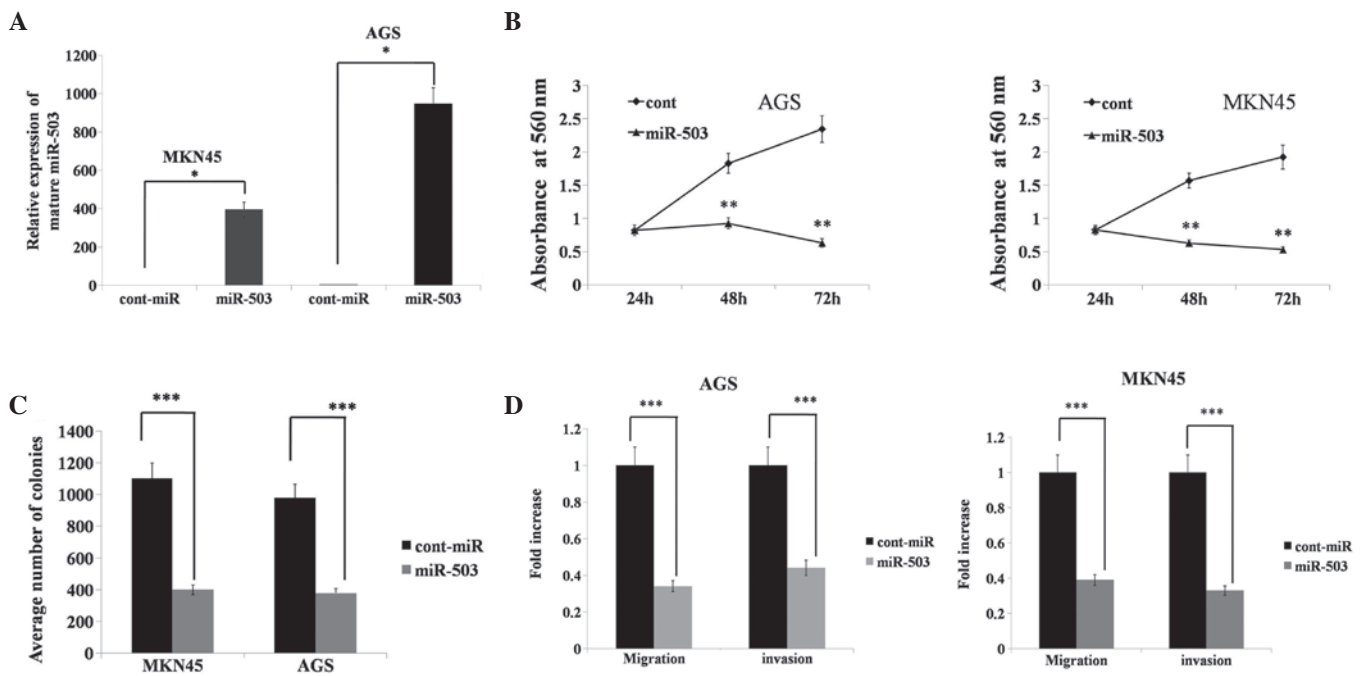 A
Relative expression of
mature miR-503
1200
1000
800
600
400
200
0
MKN45
*
AGS
*
cont-miR
miR-503
cont-miR
miR-503
B
Absorbance at 560 nm
3
2.5
2
1.5
1
0.5
0
cont
miR-503
AGS
**
**
24h
48h
72h
Absorbance at 560 nm
3
2.5
2
1.5
1
0.5
0
cont
miR-503
MKN45
**
**
24h
48h
72h
C
Average number of colonies
1400
1200
1000
800
600
400
200
0
***
***
MKN45
AGS
cont-miR
miR-503
D
AGS
Fold increase
1.2
1
0.8
0.6
0.4
0.2
0
***
***
Migration
invasion
cont-miR
miR-503
MKN45
Fold increase
1.2
1
0.8
0.6
0.4
0.2
0
***
***
Migration
invasion
cont-miR
miR-503